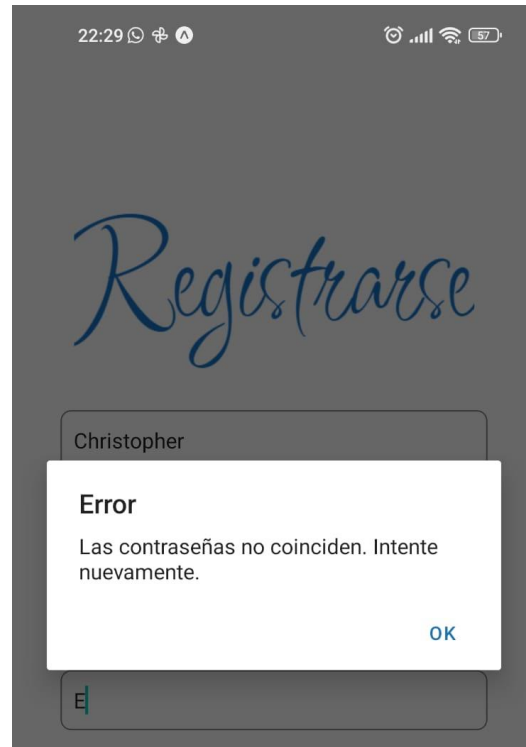 22:29
57
Registrarse
Christopher
Error
Las contraseñas no coinciden. Intente
nuevamente.
OK
E